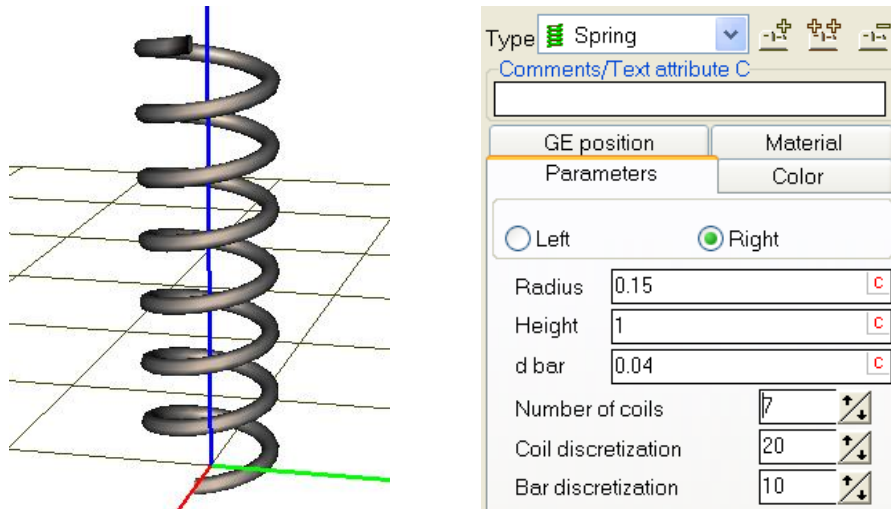 Type Spring
Comments/Text attribute C
GE position Material
Parameters Color
Left Right
Radius 0.15 C
Height 1 C
d bar 0.04 C
Number of coils 7
Coil discretization 20
Bar discretization 10